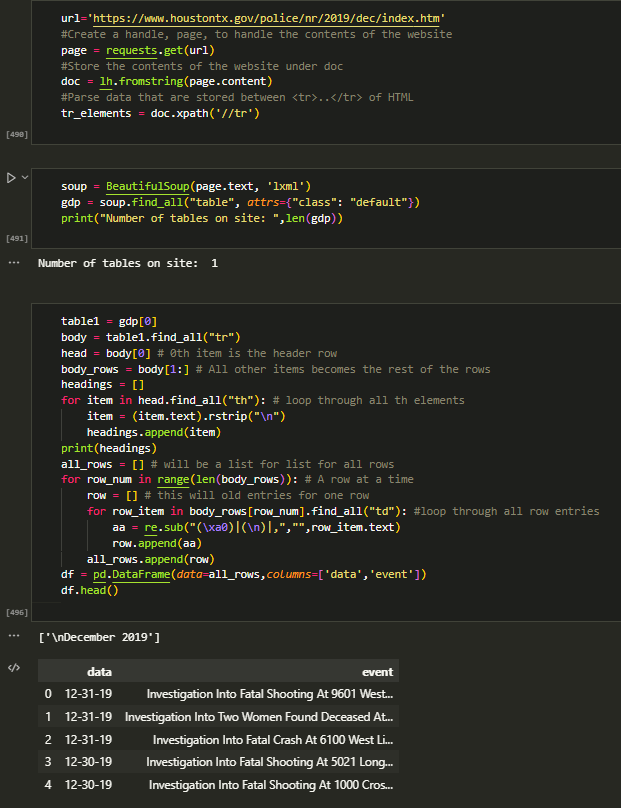 url='https://www.houstontx.gov/police/nr/2019/dec/index.htm'
#Create a handle, page, to handle the contents of the website
page = requests.get(url)
#Store the contents of the website under doc
doc = lh.fromstring(page.content)
#Parse data that are stored between <tr>..</tr> of HTML
tr_elements = doc.xpath('//tr')
[490]
soup = BeautifulSoup(page.text, 'lxml')
gdp = soup.find_all("table", attrs={"class": "default"})
print("Number of tables on site: ",len(gdp))
[491]
Number of tables on site:  1
table1 = gdp[0]
body = table1.find_all("tr")
head = body[0] # 0th item is the header row
body_rows = body[1:] # All other items becomes the rest of the rows
headings = []
for item in head.find_all("th"): # loop through all th elements
    item = (item.text).rstrip("\n")
    headings.append(item)
print(headings)
all_rows = [] # will be a list for list for all rows
for row_num in range(len(body_rows)): # A row at a time
    row = [] # this will old entries for one row
    for row_item in body_rows[row_num].find_all("td"): #loop through all row entries
        aa = re.sub("(\xa0)|(\n)|,","",row_item.text)
        row.append(aa)
    all_rows.append(row)
df = pd.DataFrame(data=all_rows,columns=['data','event'])
df.head()
[496]
['\nDecember 2019']
data event
0 12-31-19 Investigation Into Fatal Shooting At 9601 West...
1 12-31-19 Investigation Into Two Women Found Deceased At...
2 12-31-19 Investigation Into Fatal Crash At 6100 West Li...
3 12-30-19 Investigation Into Fatal Shooting At 5021 Long...
4 12-30-19 Investigation Into Fatal Shooting At 1000 Cros...